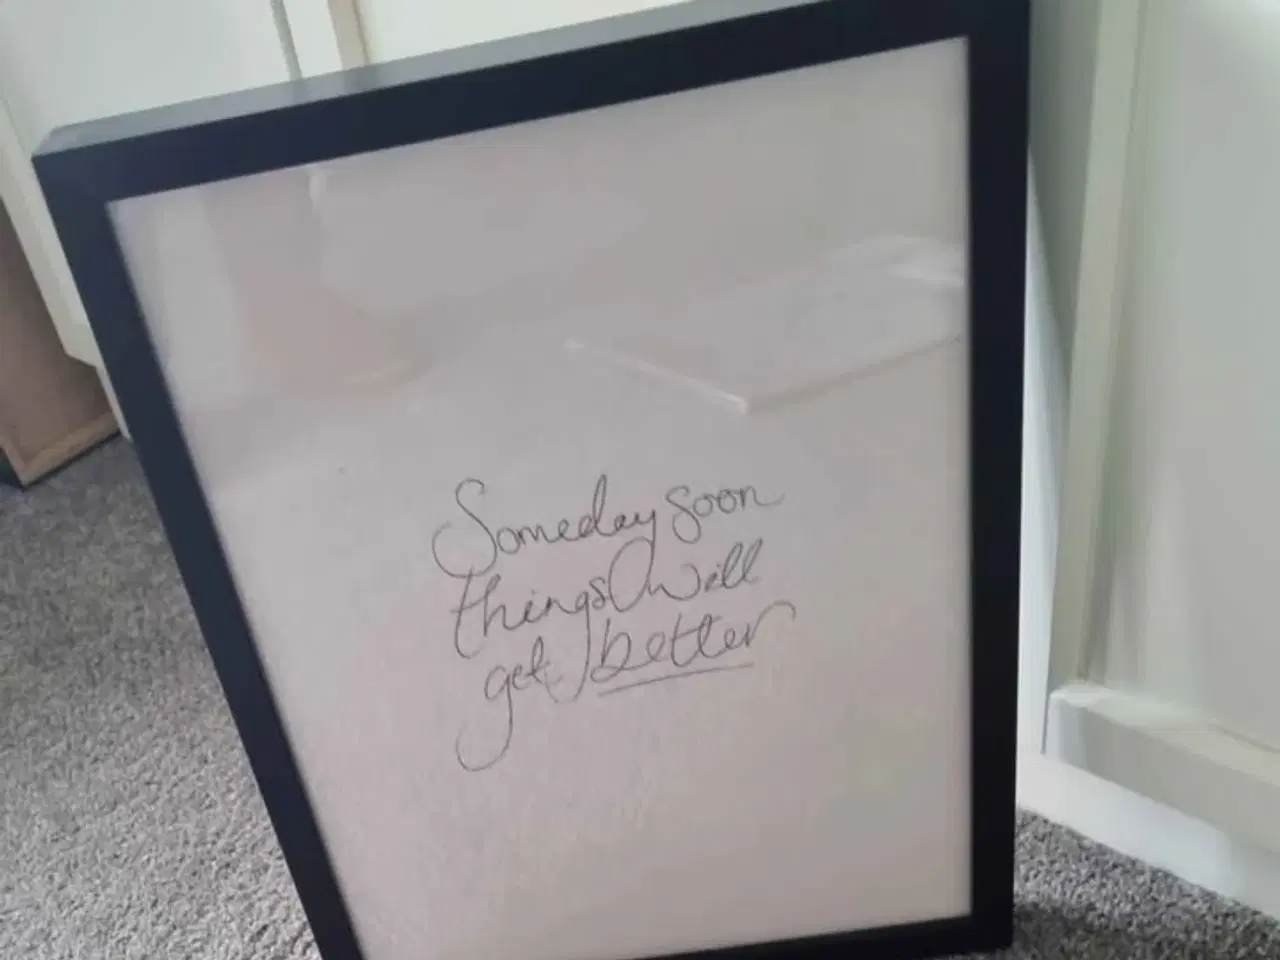 Someday soon
things will
get better